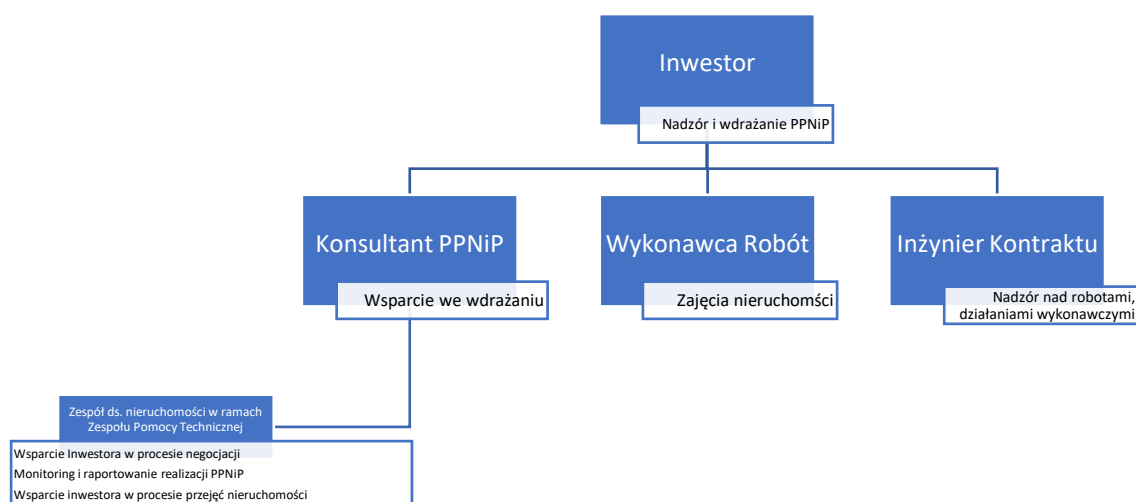 Inwestor
Nadzór i wdrażanie PPNiP
Konsultant PPNiP
Wsparcie we wdrażaniu
Wykonawca Robót
Zajęcia nieruchomści
Inżynier Kontraktu
Nadzór nad robotami,
działaniami wykonawczymi
Zespół ds. nieruchomości w ramach
Zespołu Pomocy Technicznej
Wsparcie Inwestora w procesie negocjacji
Monitoring i raportowanie realizacji PPNiP
Wsparcie inwestora w procesie przejęć nieruchomości